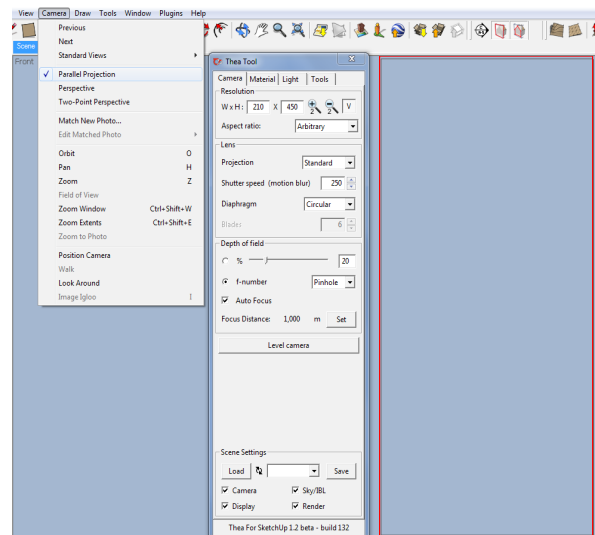 View Camera Draw Tools Window Plugins Help
Scene
Front
Previous
Next
Standard Views
Parallel Projection
Perspective
Two-Point Perspective
Match New Photo...
Edit Matched Photo
Orbit O
Pan H
Zoom Z
Field of View
Zoom Window Ctrl+Shift+W
Zoom Extents Ctrl+Shift+E
Zoom to Photo
Position Camera
Walk
Look Around
Image Igloo I
Thea Tool
Camera Material Light Tools
Resolution
W x H: 210 X 450 2 2 V
Aspect ratio: Arbitrary
Lens
Projection Standard
Shutter speed (motion blur) 250
Diaphragm Circular
Blades 6
Depth of field
% 20
f-number Pinhole
Auto Focus
Focus Distance: 1,000 m Set
Level camera
Scene Settings
Load Save
Camera Sky/IBL
Display Render
Thea For SketchUp 1.2 beta - build 132